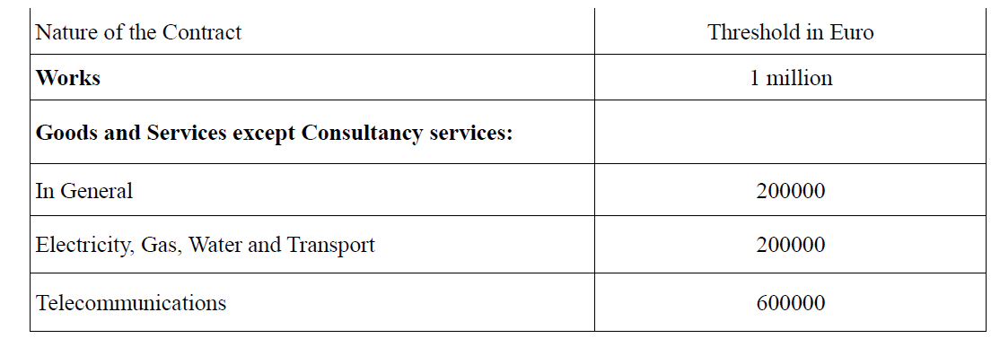 Nature of the Contract Threshold in Euro
Works 1 million
Goods and Services except Consultancy services:
In General 200000
Electricity, Gas, Water and Transport 200000
Telecommunications 600000